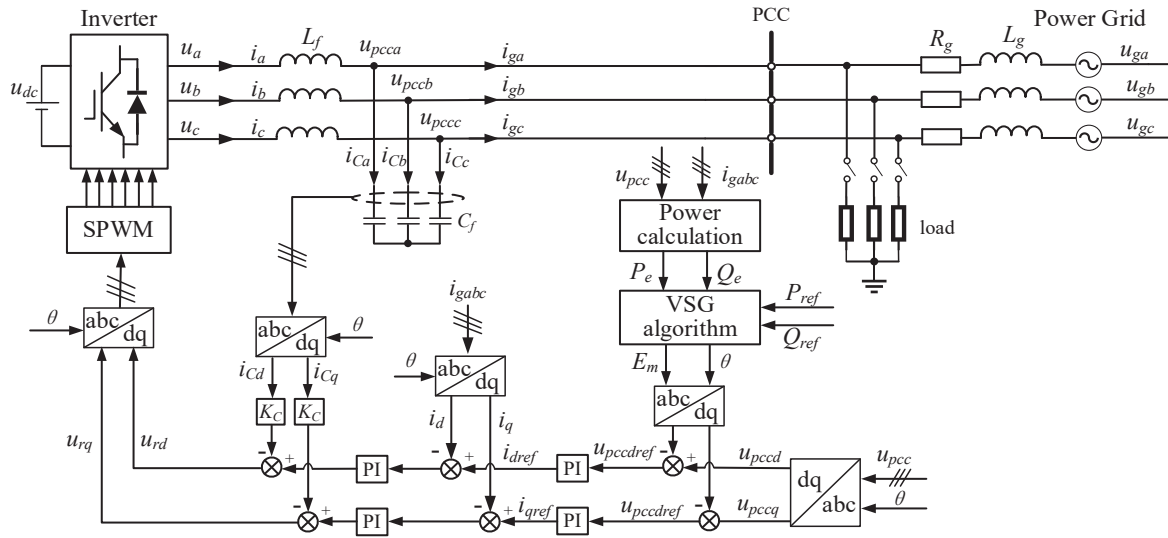 Inverter
PCC
Power Grid
u_a
i_a
L_f
u_pcca
i_ga
R_g
L_g
u_ga
u_dc
u_b
i_b
u_pccb
i_gb
u_gb
u_c
i_c
u_pccc
i_gc
u_gc
i_Ca
i_Cb
i_Cc
u_pcc
i_gabc
C_f
SPWM
Power
calculation
load
P_e
Q_e
i_gabc
VSG
algorithm
P_ref
Q_ref
θ
abc
dq
abc
dq
θ
θ
abc
dq
E_m
θ
i_Cd
i_Cq
abc
dq
K_C
K_C
i_d
i_q
u_rq
u_rd
-
+
PI
-
+
i_dref
PI
u_pccdref
-
+
u_pccd
dq
abc
u_pcc
θ
-
+
PI
-
+
i_qref
PI
u_pccdref
-
+
u_pccq